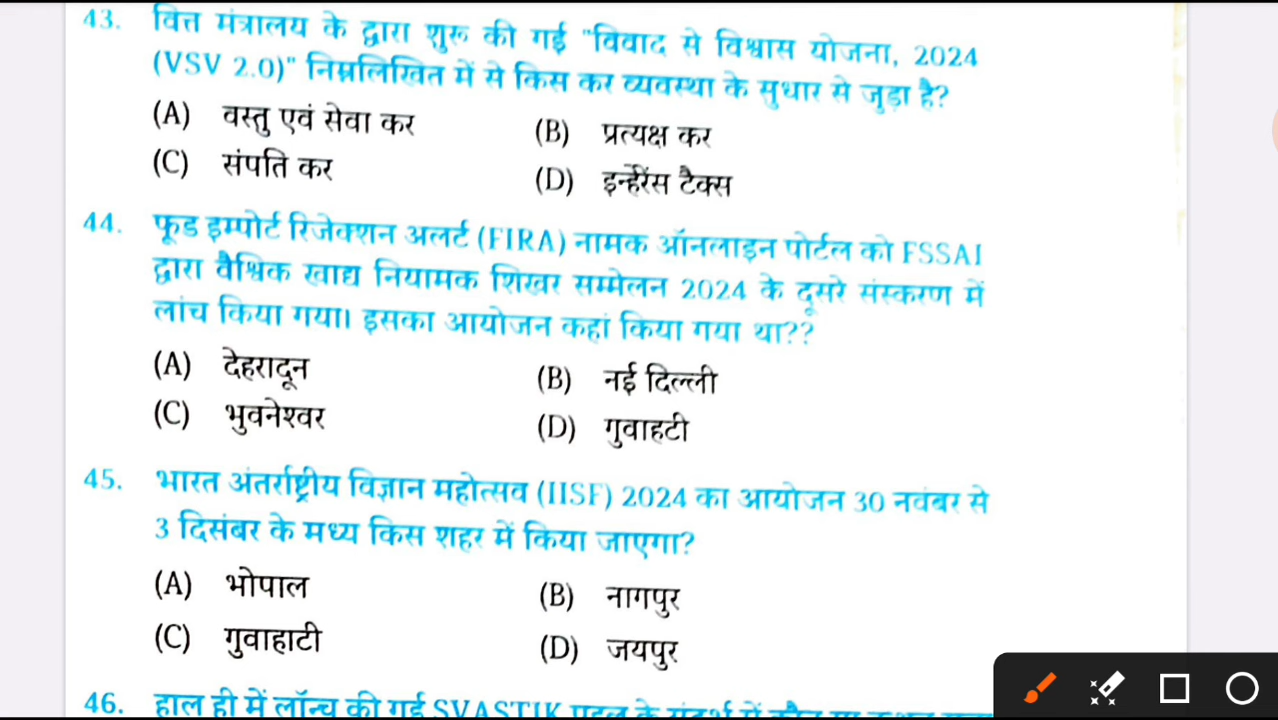 43. वित्त मंत्रालय के द्वारा शुरू की गई "विवाद से विश्वास योजना, 2024
(VSV 2.0)" निम्नलिखित में से किस कर व्यवस्था के सुधार से जुड़ा है?
(A) वस्तु एवं सेवा कर (B) प्रत्यक्ष कर
(C) संपति कर (D) इन्हेरेंस टैक्स
44. फूड इम्पोर्ट रिजेक्शन अलर्ट (FIRA) नामक ऑनलाइन पोर्टल को FSSAI
द्वारा वैश्विक खाद्य नियामक शिखर सम्मेलन 2024 के दूसरे संस्करण में
लांच किया गया। इसका आयोजन कहां किया गया था??
(A) देहरादून (B) नई दिल्ली
(C) भुवनेश्वर (D) गुवाहटी
45. भारत अंतर्राष्ट्रीय विज्ञान महोत्सव (IISF) 2024 का आयोजन 30 नवंबर से
3 दिसंबर के मध्य किस शहर में किया जाएगा?
(A) भोपाल (B) नागपुर
(C) गुवाहाटी (D) जयपुर
46. हाल ही में लॉन्च की गई SVASTIK पहल के संदर्भ में कौन सा कथन